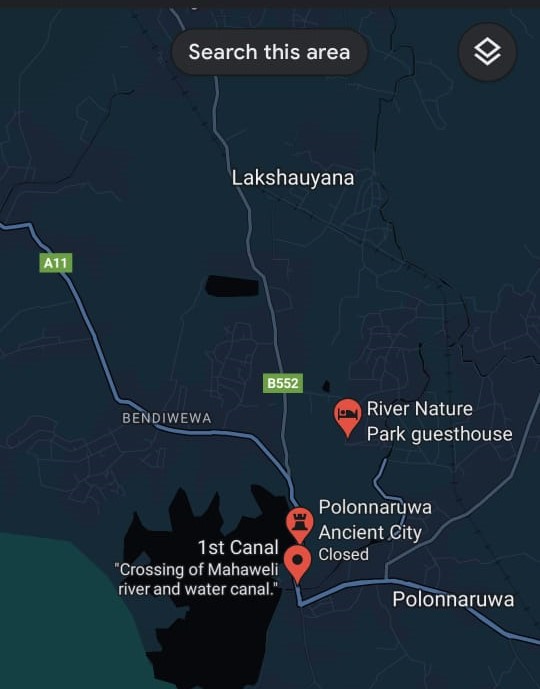 Search this area
Lakshauyana
A11
B552
BENDIWEWA
River Nature
Park guesthouse
Polonnaruwa
Ancient City
Closed
1st Canal
"Crossing of Mahaweli
river and water canal."
Polonnaruwa